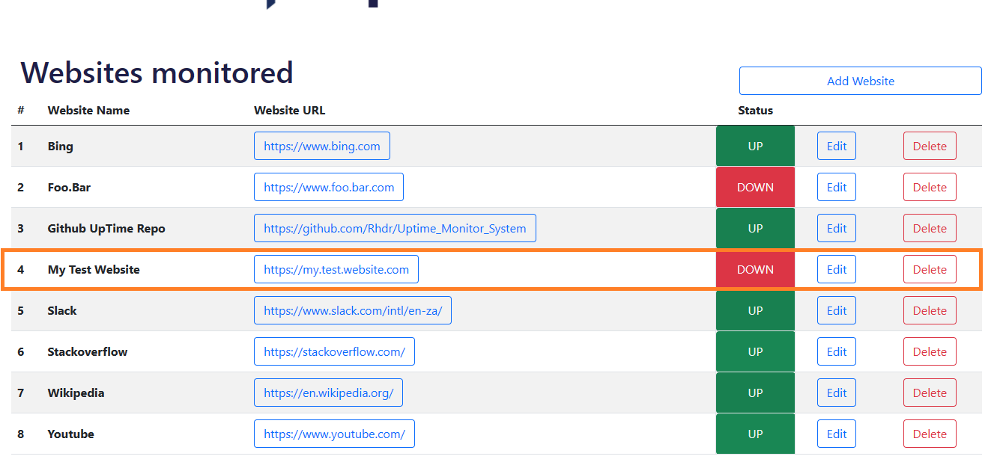 Websites monitored
Add Website
# Website Name Website URL Status
1 Bing https://www.bing.com UP Edit Delete
2 Foo.Bar https://www.foo.bar.com DOWN Edit Delete
3 Github UpTime Repo https://github.com/Rhdr/Uptime_Monitor_System UP Edit Delete
4 My Test Website https://my.test.website.com DOWN Edit Delete
5 Slack https://www.slack.com/intl/en-za/ UP Edit Delete
6 Stackoverflow https://stackoverflow.com/ UP Edit Delete
7 Wikipedia https://en.wikipedia.org/ UP Edit Delete
8 Youtube https://www.youtube.com/ UP Edit Delete